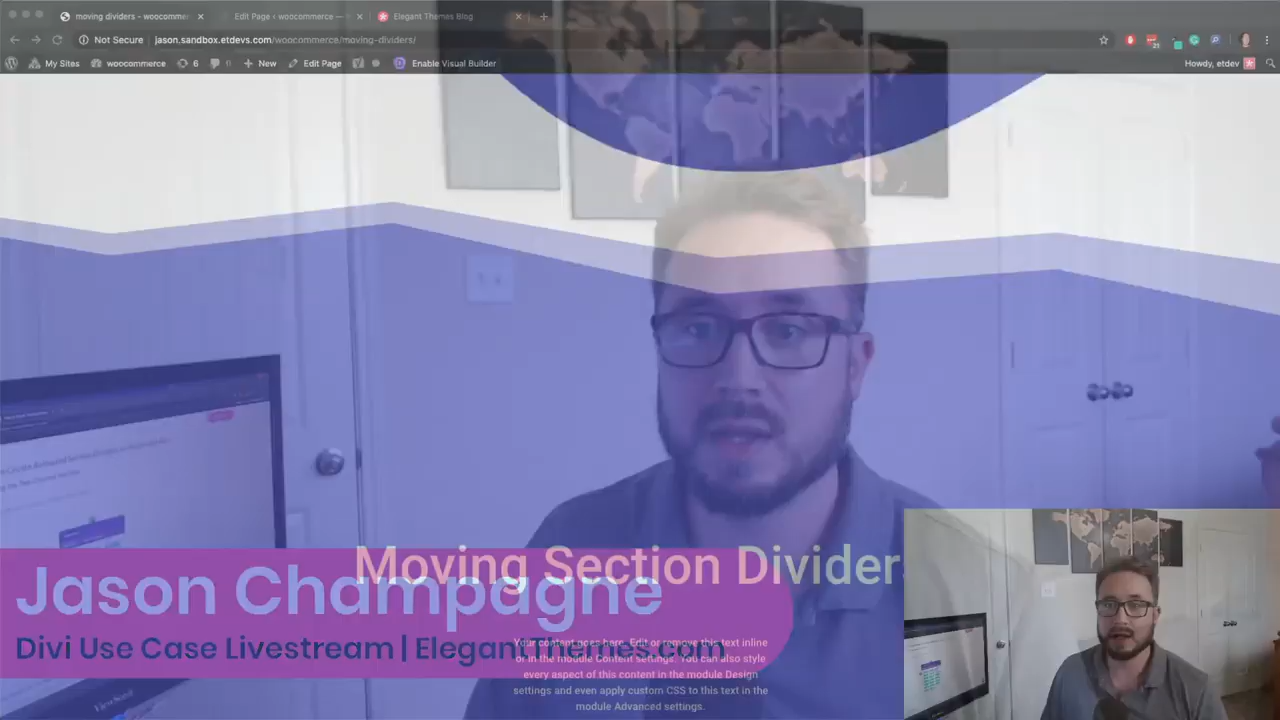 moving dividers - woocommer
Edit Page ‹ woocommerce —
Elegant Themes Blog
Not Secure
jason.sandbox.etdevs.com/woocommerce/moving-dividers/
My Sites
woocommerce
6
0
New
Edit Page
Enable Visual Builder
Howdy, etdev
Moving Section Divider
Jason Champagne
Divi Use Case Livestream | ElegantThemes.com
Your content goes here. Edit or remove this text inline
or in the module Content settings. You can also style
every aspect of this content in the module Design
settings and even apply custom CSS to this text in the
module Advanced settings.